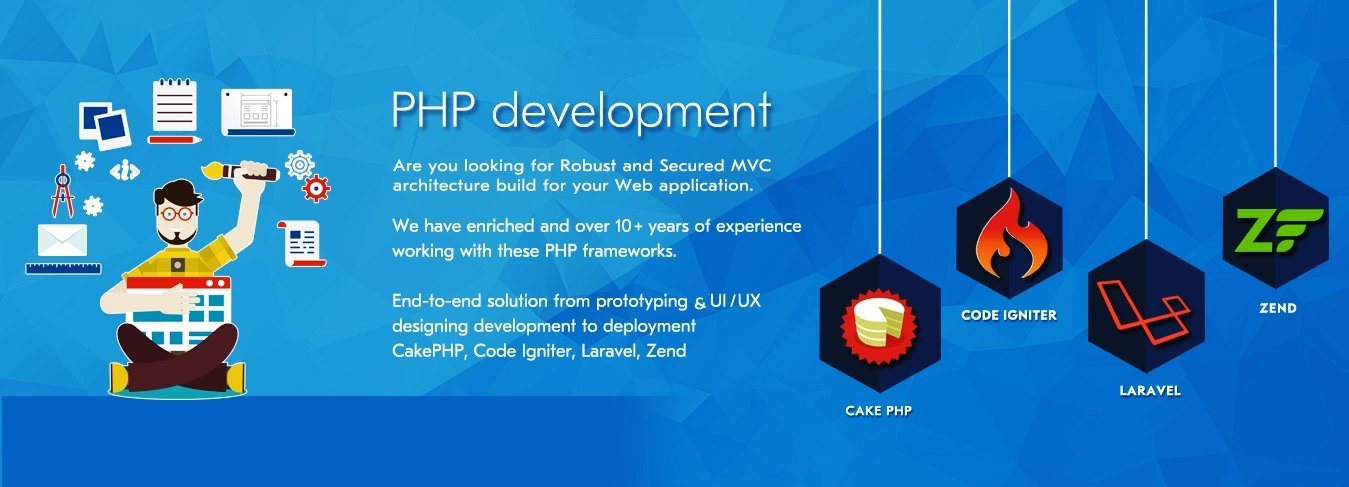 PHP development
Are you looking for Robust and Secured MVC
architecture build for your Web application.
We have enriched and over 10+ years of experience
working with these PHP frameworks.
End-to-end solution from prototyping & UI/UX
designing development to deployment
CakePHP, Code Igniter, Laravel, Zend
CAKE PHP
CODE IGNITER
LARAVEL
ZF
ZEND